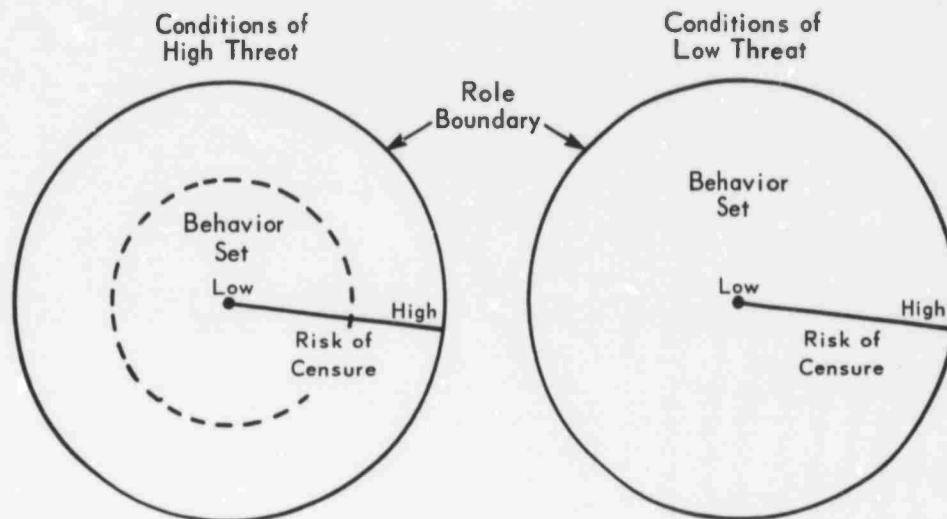 Conditions of
High Threat
Conditions of
Low Threat
Role
Boundary
Behavior
Set
Low
High
Risk of
Censure
Behavior
Set
Low
High
Risk of
Censure